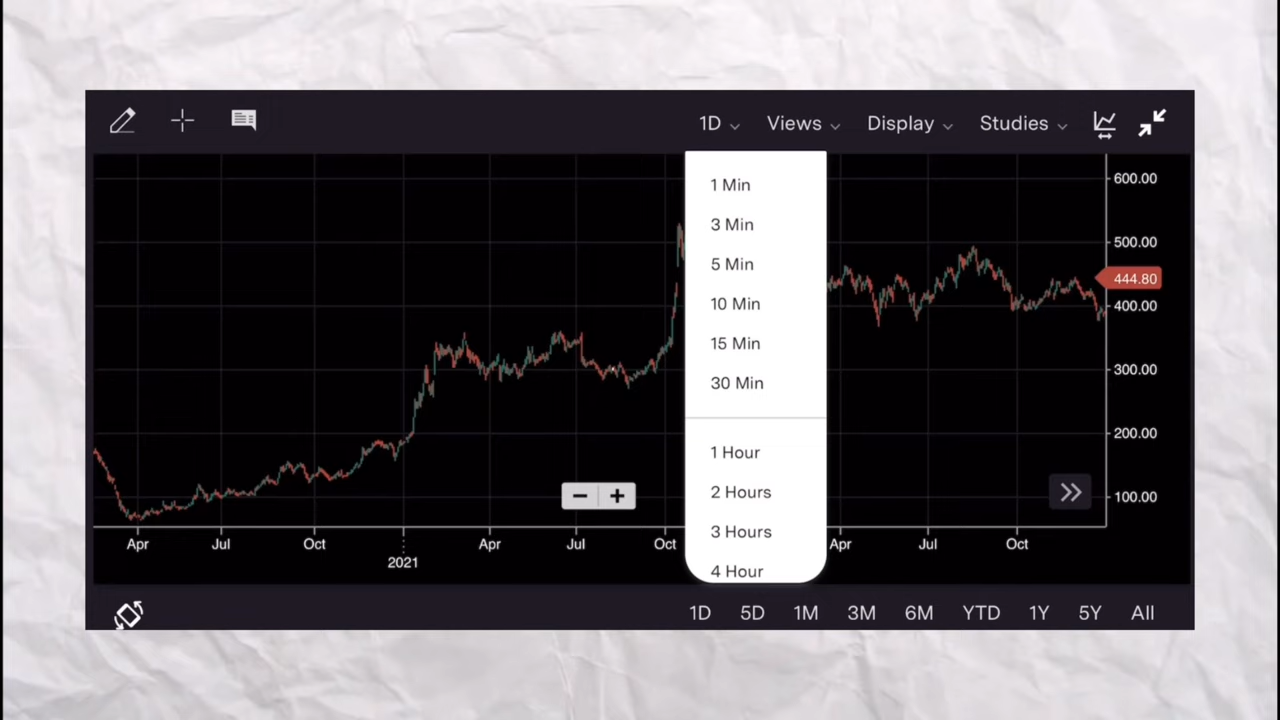 1D Views Display Studies
1 Min
3 Min
5 Min
10 Min
15 Min
30 Min
1 Hour
2 Hours
3 Hours
4 Hour
600.00
500.00
444.80
400.00
300.00
200.00
100.00
Apr Jul Oct Apr Jul Oct Apr Jul Oct
2021
1D 5D 1M 3M 6M YTD 1Y 5Y All